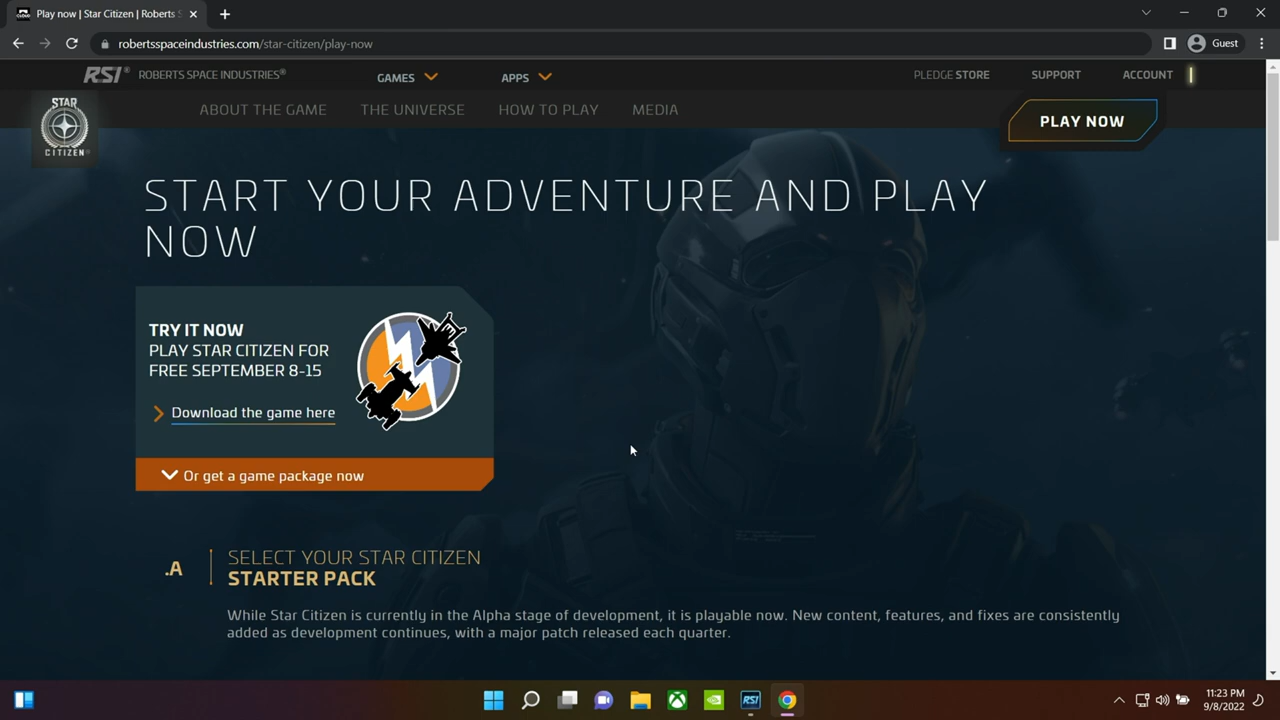 Play now | Star Citizen | Roberts S
robertsspaceindustries.com/star-citizen/play-now
Guest
RSI® ROBERTS SPACE INDUSTRIES®
GAMES
APPS
PLEDGE STORE
SUPPORT
ACCOUNT
STAR
CITIZEN®
ABOUT THE GAME
THE UNIVERSE
HOW TO PLAY
MEDIA
PLAY NOW
START YOUR ADVENTURE AND PLAY
NOW
TRY IT NOW
PLAY STAR CITIZEN FOR
FREE SEPTEMBER 8-15
Download the game here
Or get a game package now
.A
SELECT YOUR STAR CITIZEN
STARTER PACK
While Star Citizen is currently in the Alpha stage of development, it is playable now. New content, features, and fixes are consistently
added as development continues, with a major patch released each quarter.
RSI
11:23 PM
9/8/2022